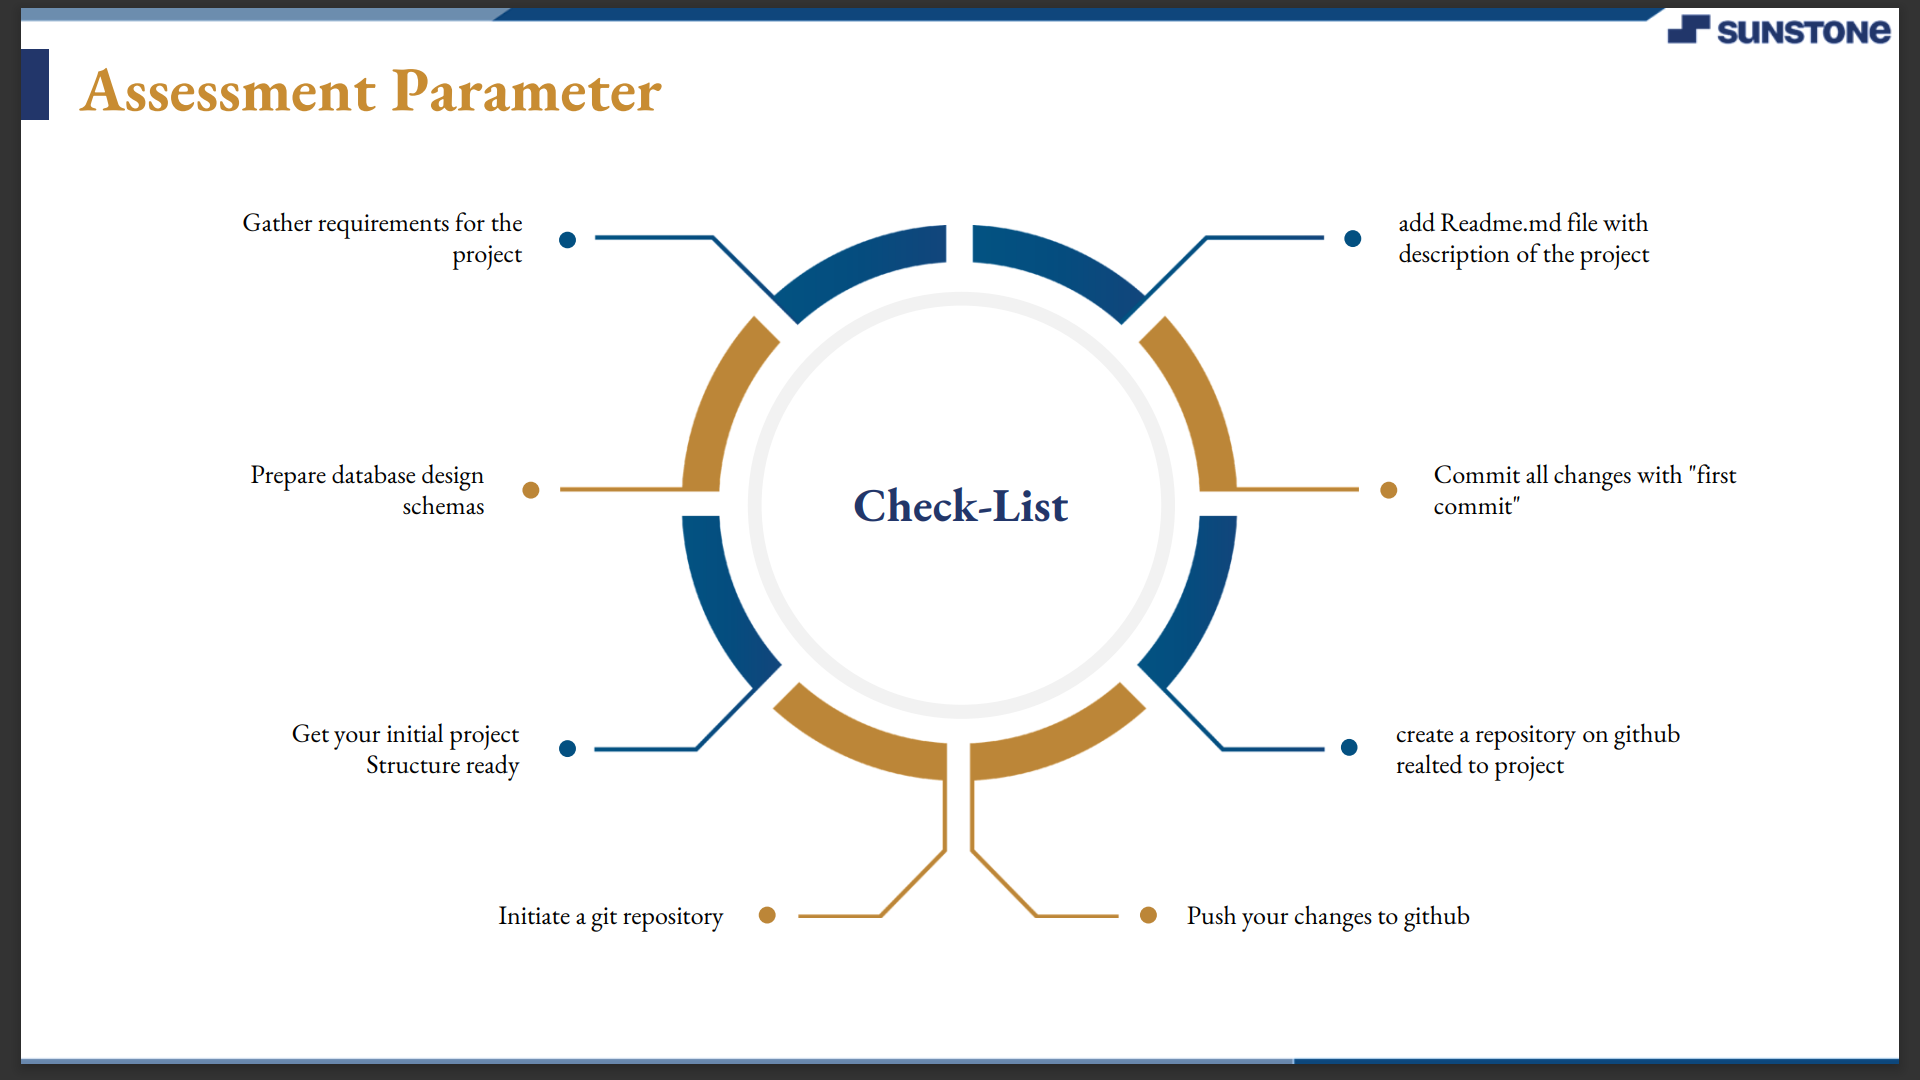 SUNSTONE
Assessment Parameter
Gather requirements for the
project
add Readme.md file with
description of the project
Prepare database design
schemas
Check-List
Commit all changes with "first
commit"
Get your initial project
Structure ready
create a repository on github
realted to project
Initiate a git repository
Push your changes to github